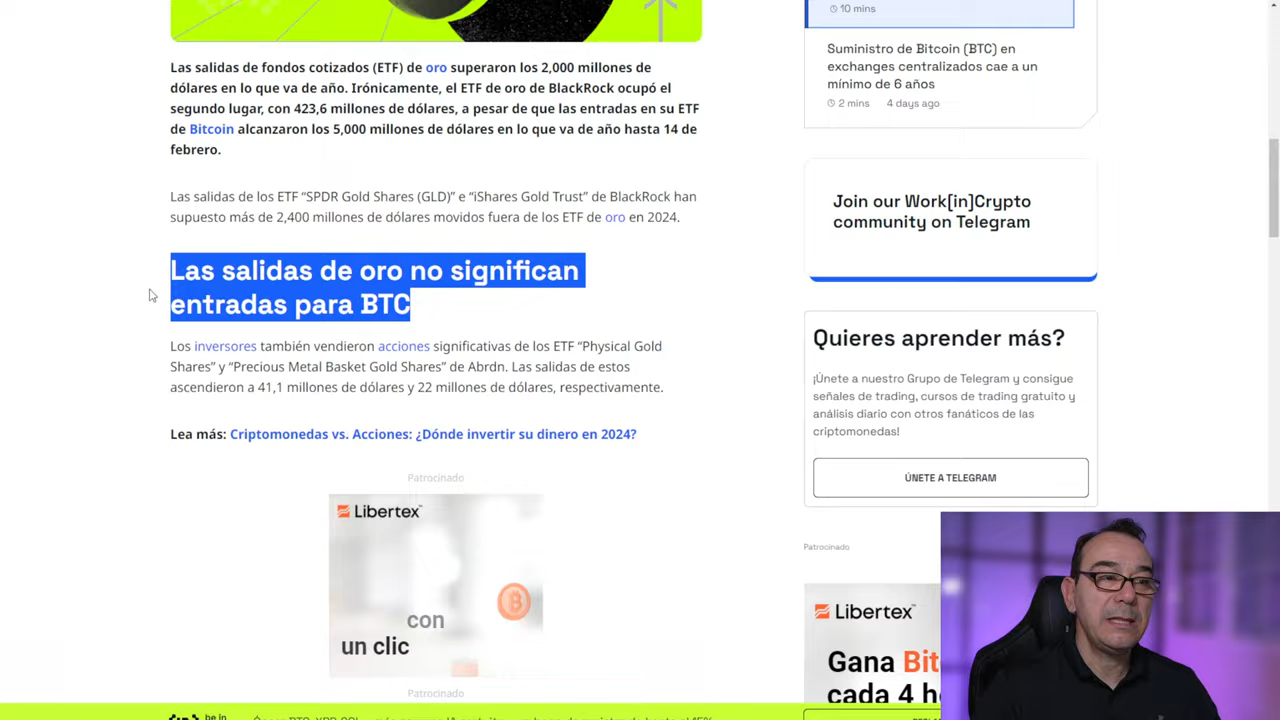 Las salidas de fondos cotizados (ETF) de oro superaron los 2,000 millones de
dólares en lo que va de año. Irónicamente, el ETF de oro de BlackRock ocupó el
segundo lugar, con 423,6 millones de dólares, a pesar de que las entradas en su ETF
de Bitcoin alcanzaron los 5,000 millones de dólares en lo que va de año hasta 14 de
febrero.
Las salidas de los ETF “SPDR Gold Shares (GLD)” e “iShares Gold Trust” de BlackRock han
supuesto más de 2,400 millones de dólares movidos fuera de los ETF de oro en 2024.
Las salidas de oro no significan
entradas para BTC
Los inversores también vendieron acciones significativas de los ETF “Physical Gold
Shares” y “Precious Metal Basket Gold Shares” de Abrdn. Las salidas de estos
ascendieron a 41,1 millones de dólares y 22 millones de dólares, respectivamente.
Lea más: Criptomonedas vs. Acciones: ¿Dónde invertir su dinero en 2024?
Patrocinado
Libertex
con
un clic
Patrocinado
be in
10 mins
Suministro de Bitcoin (BTC) en
exchanges centralizados cae a un
mínimo de 6 años
2 mins 4 days ago
Join our Work[in]Crypto
community on Telegram
Quieres aprender más?
¡Únete a nuestro Grupo de Telegram y consigue
señales de trading, cursos de trading gratuito y
análisis diario con otros fanáticos de las
criptomonedas!
ÚNETE A TELEGRAM
Patrocinado
Libertex
Gana Bit
cada 4 h